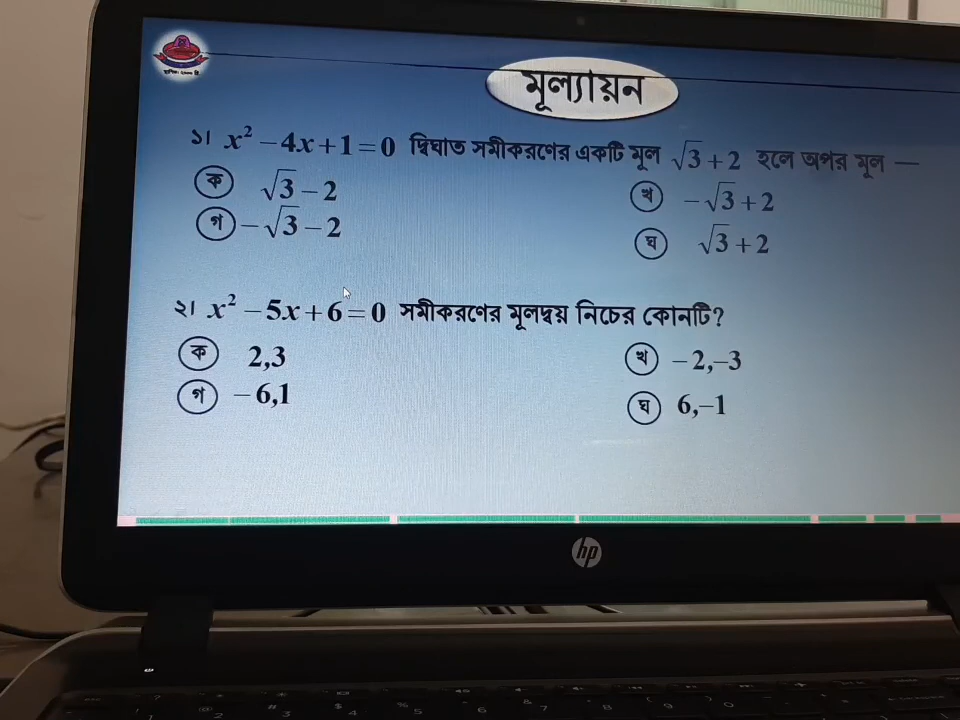 মূল্যায়ন
১। x² − 4x + 1 = 0 দ্বিঘাত সমীকরণের একটি মূল √3 + 2 হলে অপর মূল —
ক √3 − 2 খ −√3 + 2
গ −√3 − 2 ঘ √3 + 2
২। x² − 5x + 6 = 0 সমীকরণের মূলদ্বয় নিচের কোনটি?
ক 2,3 খ −2,−3
গ −6,1 ঘ 6,−1
hp